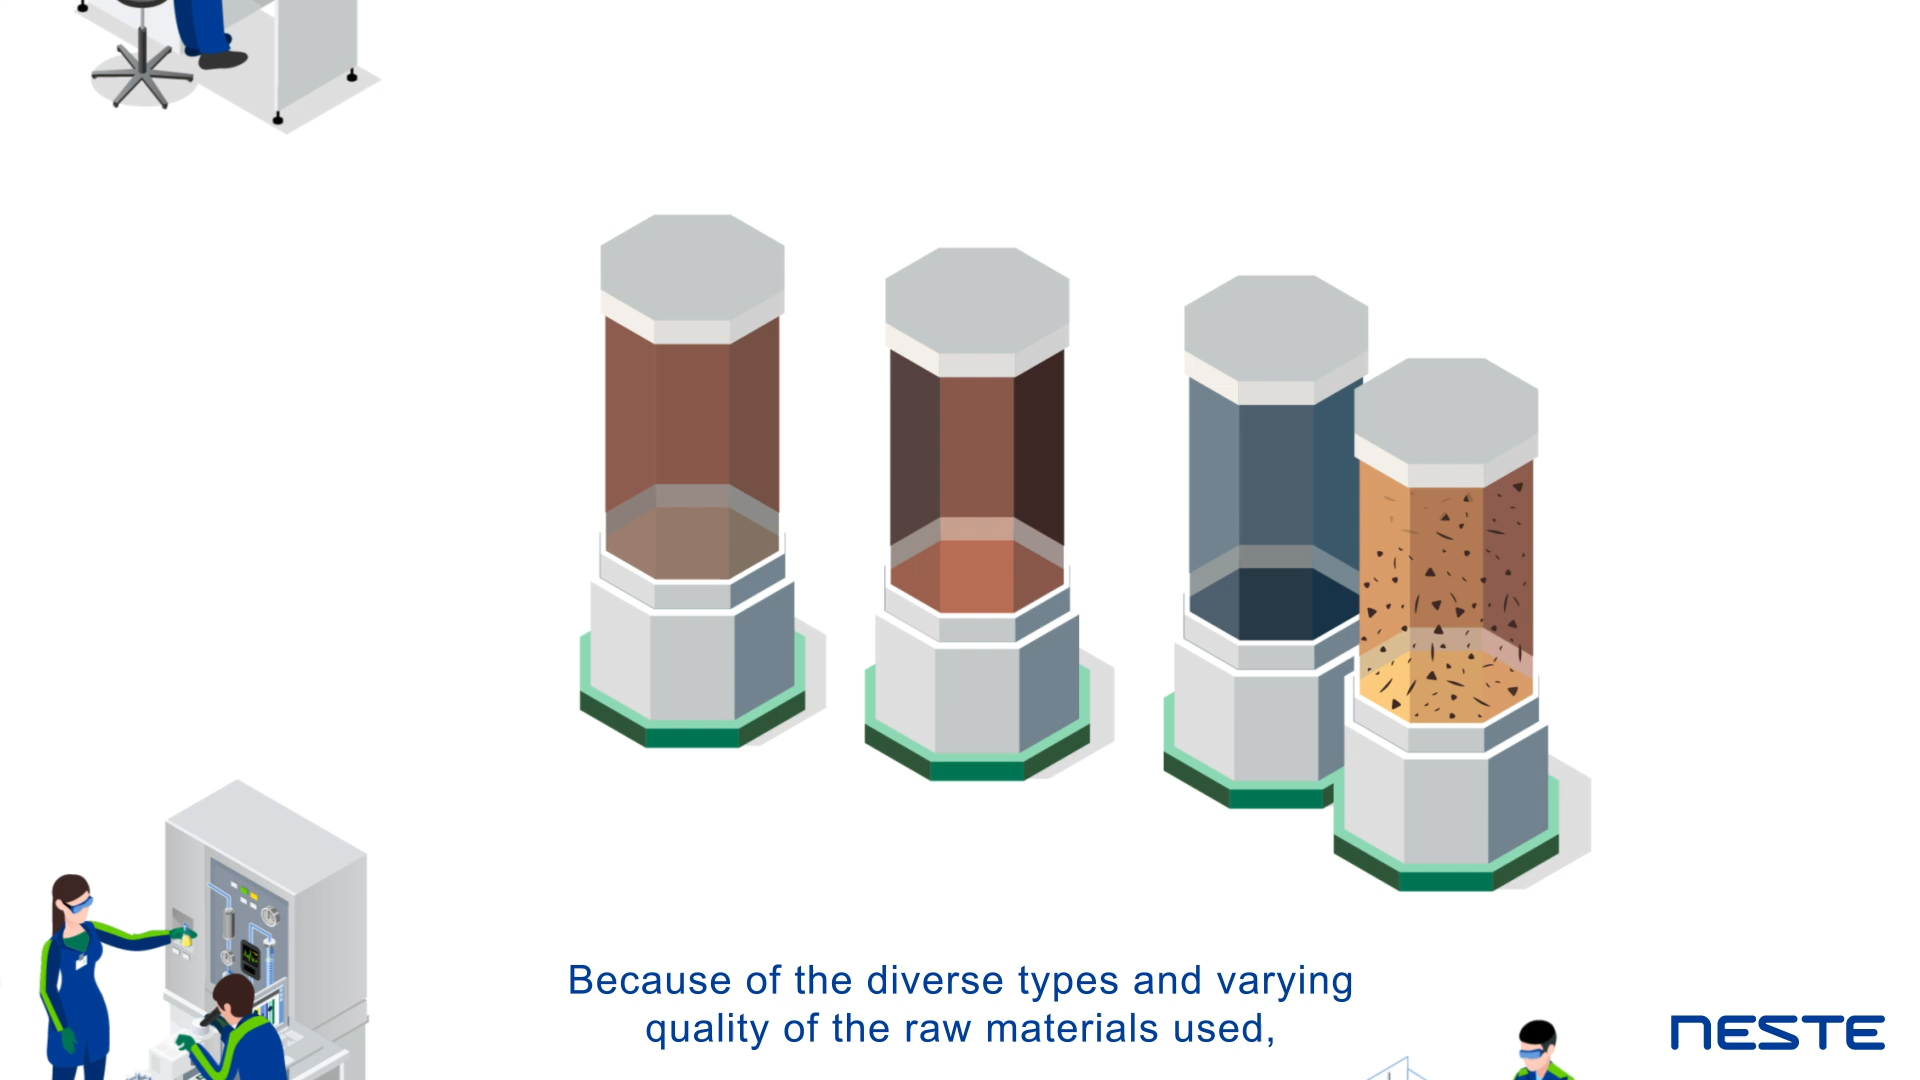 Because of the diverse types and varying
quality of the raw materials used,
NESTE